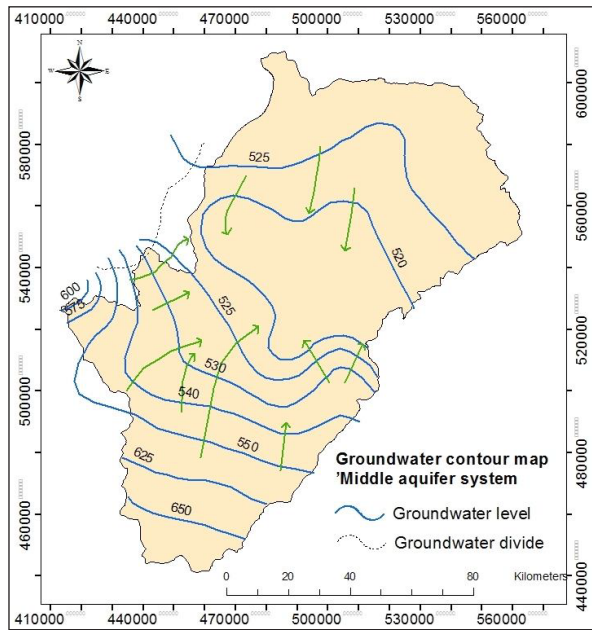 410000 440000 470000 500000 530000 560000
600000
580000
560000
540000
520000
500000
480000
460000
440000
N
W E
S
525
520
525
600
575
530
540
550
625
650
Groundwater contour map
'Middle aquifer system
Groundwater level
Groundwater divide
0 20 40 60 80 Kilometers
410000 440000 470000 500000 530000 560000